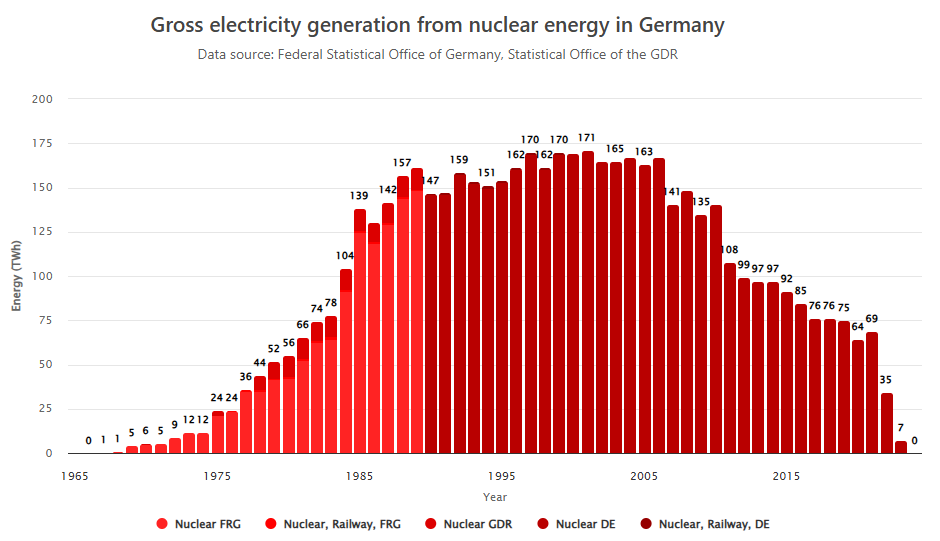 Gross electricity generation from nuclear energy in Germany
Data source: Federal Statistical Office of Germany, Statistical Office of the GDR
Energy (TWh)
200
175
150
125
100
75
50
25
0
0 1 1 5 6 5 9 12 12 24 24 36 44 52 56 66 74 78 104 139 142 157 147 159 151 162 170 162 170 171 165 163 141 135 108 99 97 97 92 85 76 76 75 64 69 35 7 0
1965 1975 1985 1995 2005 2015
Year
Nuclear FRG Nuclear, Railway, FRG Nuclear GDR Nuclear DE Nuclear, Railway, DE